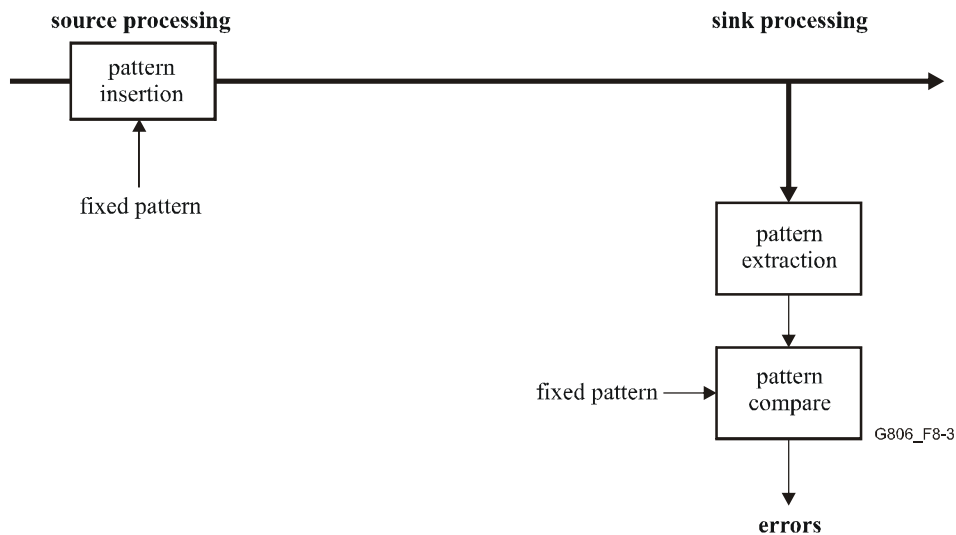 source processing
sink processing
pattern
insertion
fixed pattern
pattern
extraction
fixed pattern
pattern
compare
G806_F8-3
errors